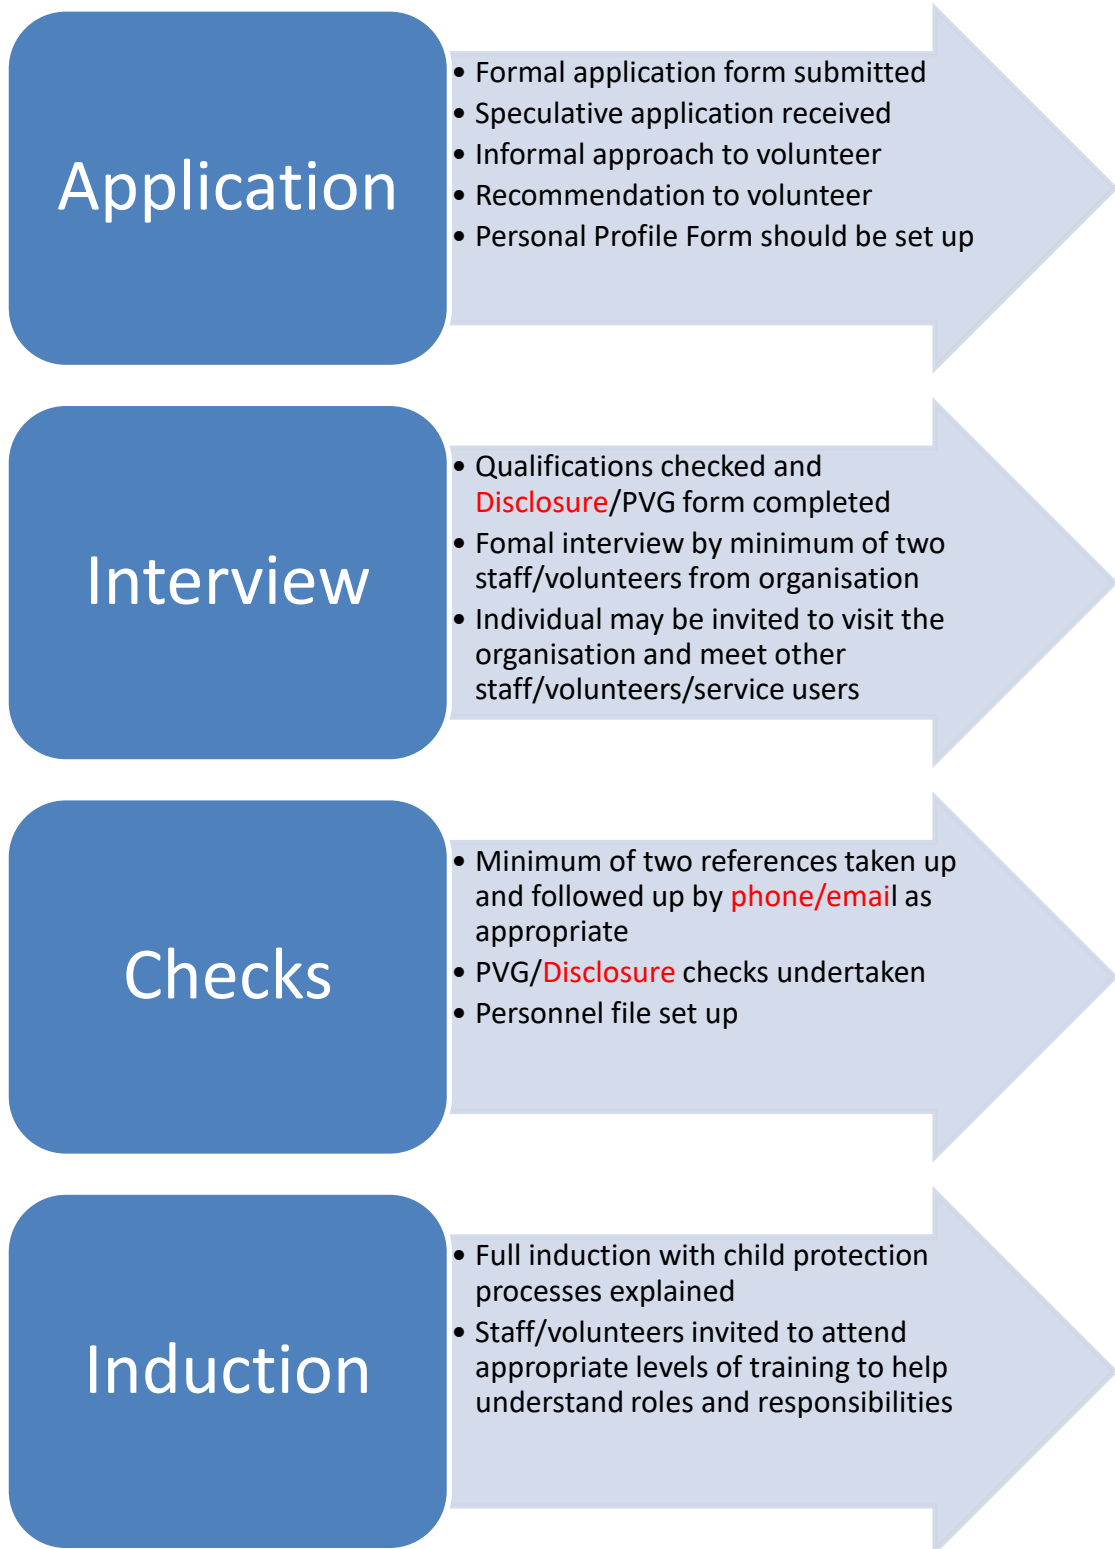 Application
• Formal application form submitted
• Speculative application received
• Informal approach to volunteer
• Recommendation to volunteer
• Personal Profile Form should be set up
Interview
• Qualifications checked and
Disclosure/PVG form completed
• Fomal interview by minimum of two
staff/volunteers from organisation
• Individual may be invited to visit the
organisation and meet other
staff/volunteers/service users
Checks
• Minimum of two references taken up
and followed up by phone/email as
appropriate
• PVG/Disclosure checks undertaken
• Personnel file set up
Induction
• Full induction with child protection
processes explained
• Staff/volunteers invited to attend
appropriate levels of training to help
understand roles and responsibilities